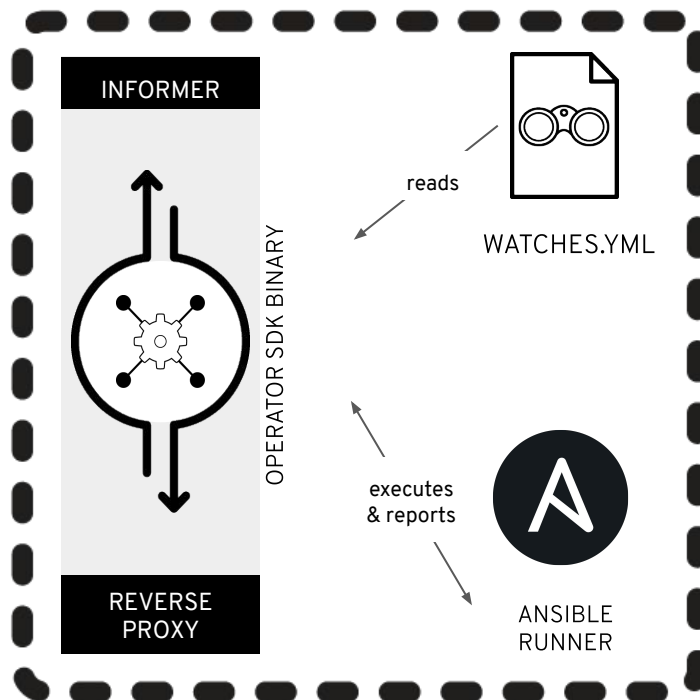 INFORMER
reads
WATCHES.YML
OPERATOR SDK BINARY
executes
& reports
REVERSE
PROXY
ANSIBLE
RUNNER